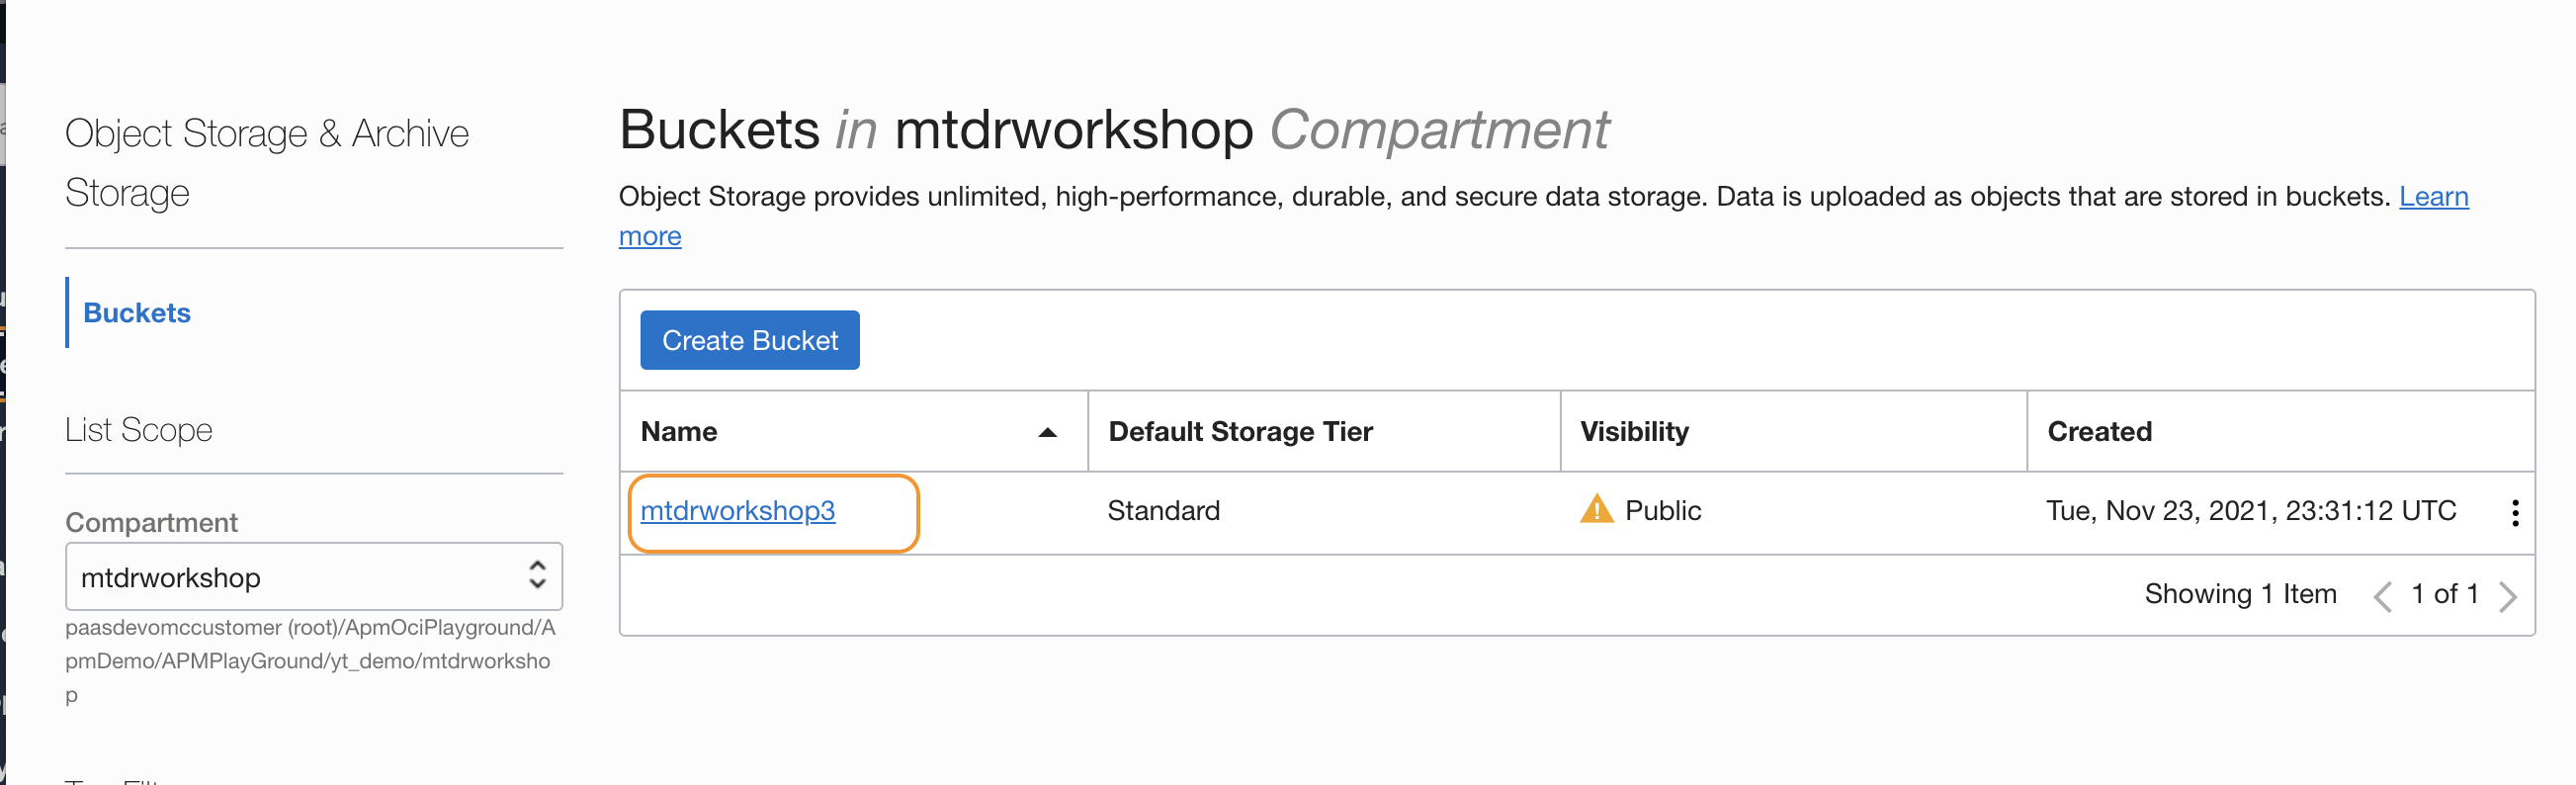 Object Storage & Archive
Storage
Buckets
List Scope
Compartment
mtdrworkshop
paasdevomccustomer (root)/ApmOciPlayground/A
pmDemo/APMPlayGround/yt_demo/mtdrworksho
p
Buckets in mtdrworkshop Compartment
Object Storage provides unlimited, high-performance, durable, and secure data storage. Data is uploaded as objects that are stored in buckets. Learn
more
Create Bucket
Name Default Storage Tier Visibility Created
mtdrworkshop3 Standard Public Tue, Nov 23, 2021, 23:31:12 UTC
Showing 1 Item 1 of 1